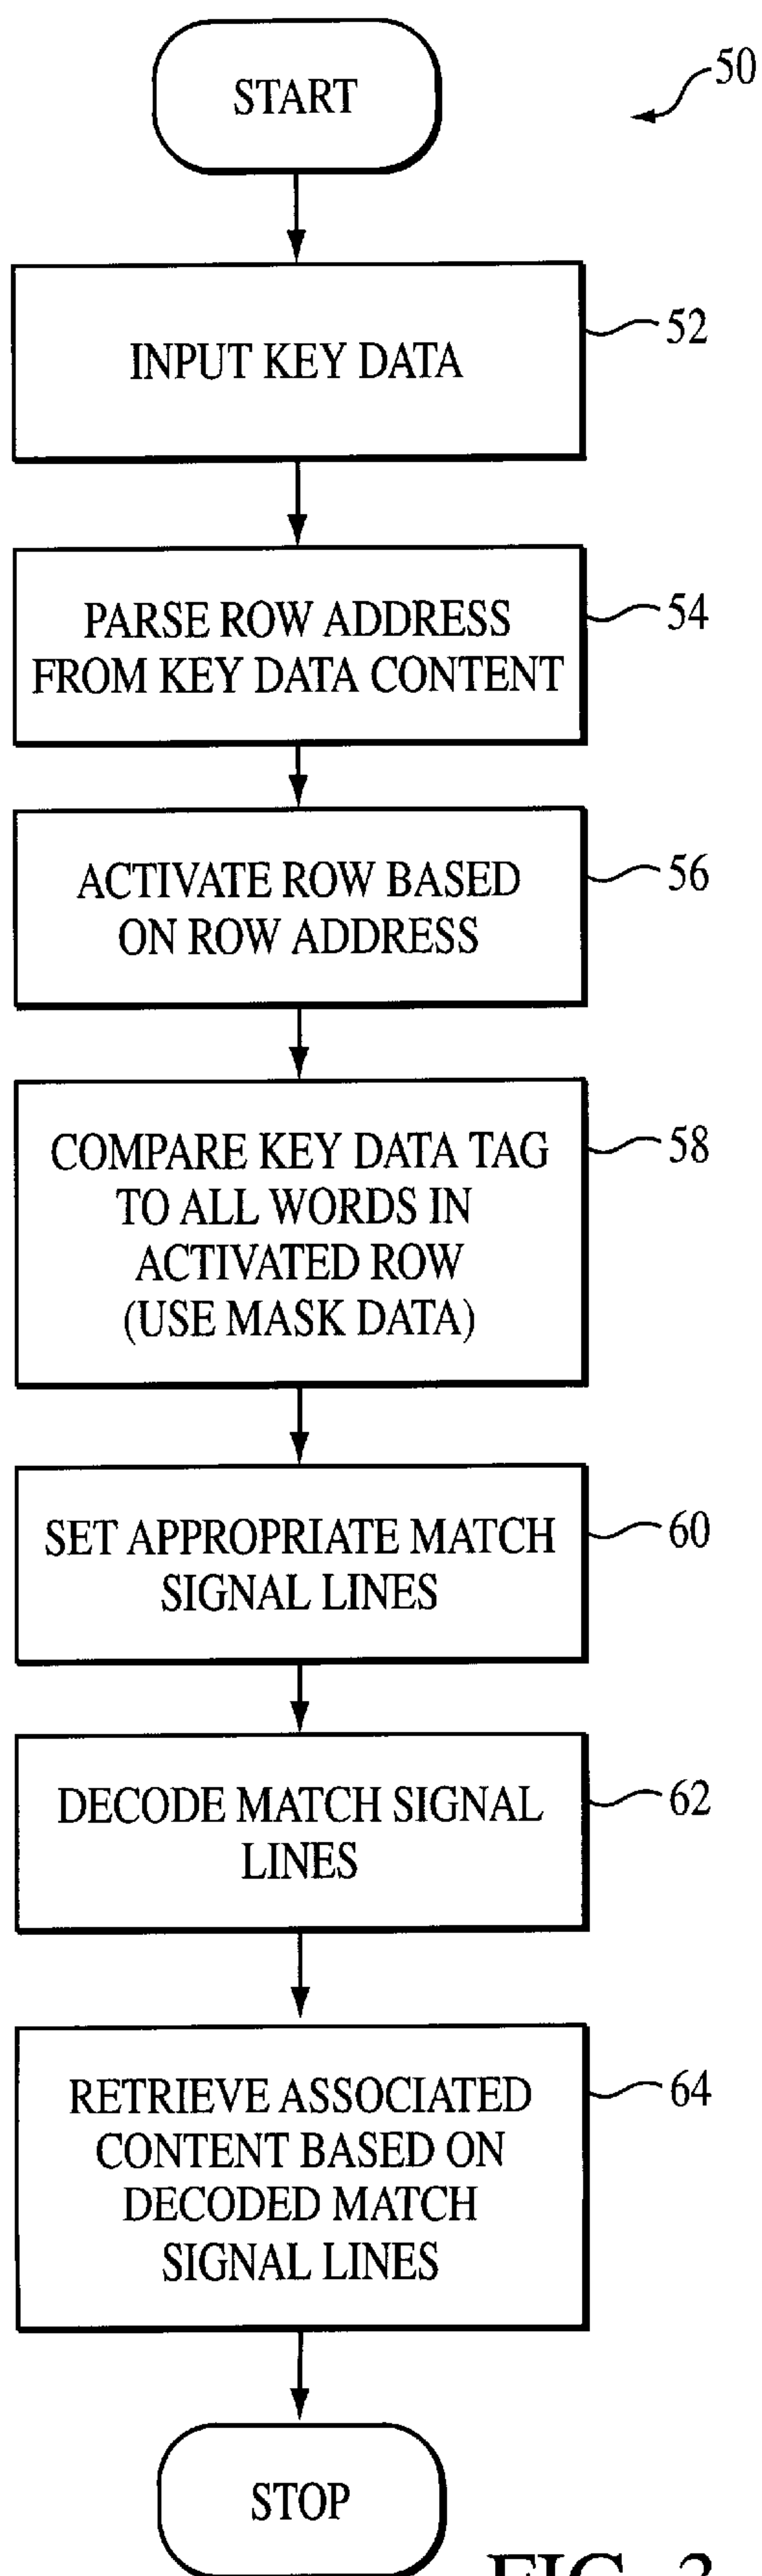 START
50
INPUT KEY DATA
52
PARSE ROW ADDRESS
FROM KEY DATA CONTENT
54
ACTIVATE ROW BASED
ON ROW ADDRESS
56
COMPARE KEY DATA TAG
TO ALL WORDS IN
ACTIVATED ROW
(USE MASK DATA)
58
SET APPROPRIATE MATCH
SIGNAL LINES
60
DECODE MATCH SIGNAL
LINES
62
RETRIEVE ASSOCIATED
CONTENT BASED ON
DECODED MATCH
SIGNAL LINES
64
STOP
FIG. 3